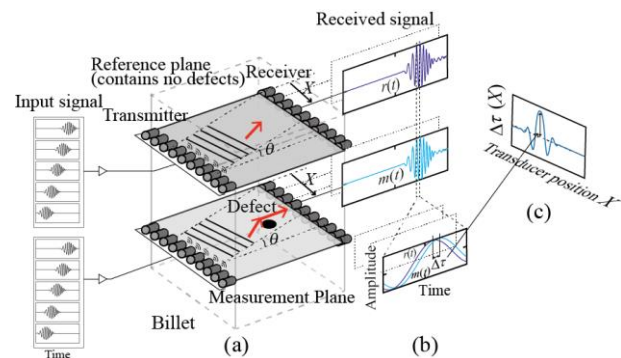 Received signal
Reference plane
(contains no defects)
Receiver
X
r(t)
Input signal
Transmitter
θ
Δτ (X)
Transducer position X
m(t)
X
Defect
θ
(c)
Amplitude
r(t)
m(t)
Δτ
Time
Measurement Plane
Billet
(a)
(b)
Time